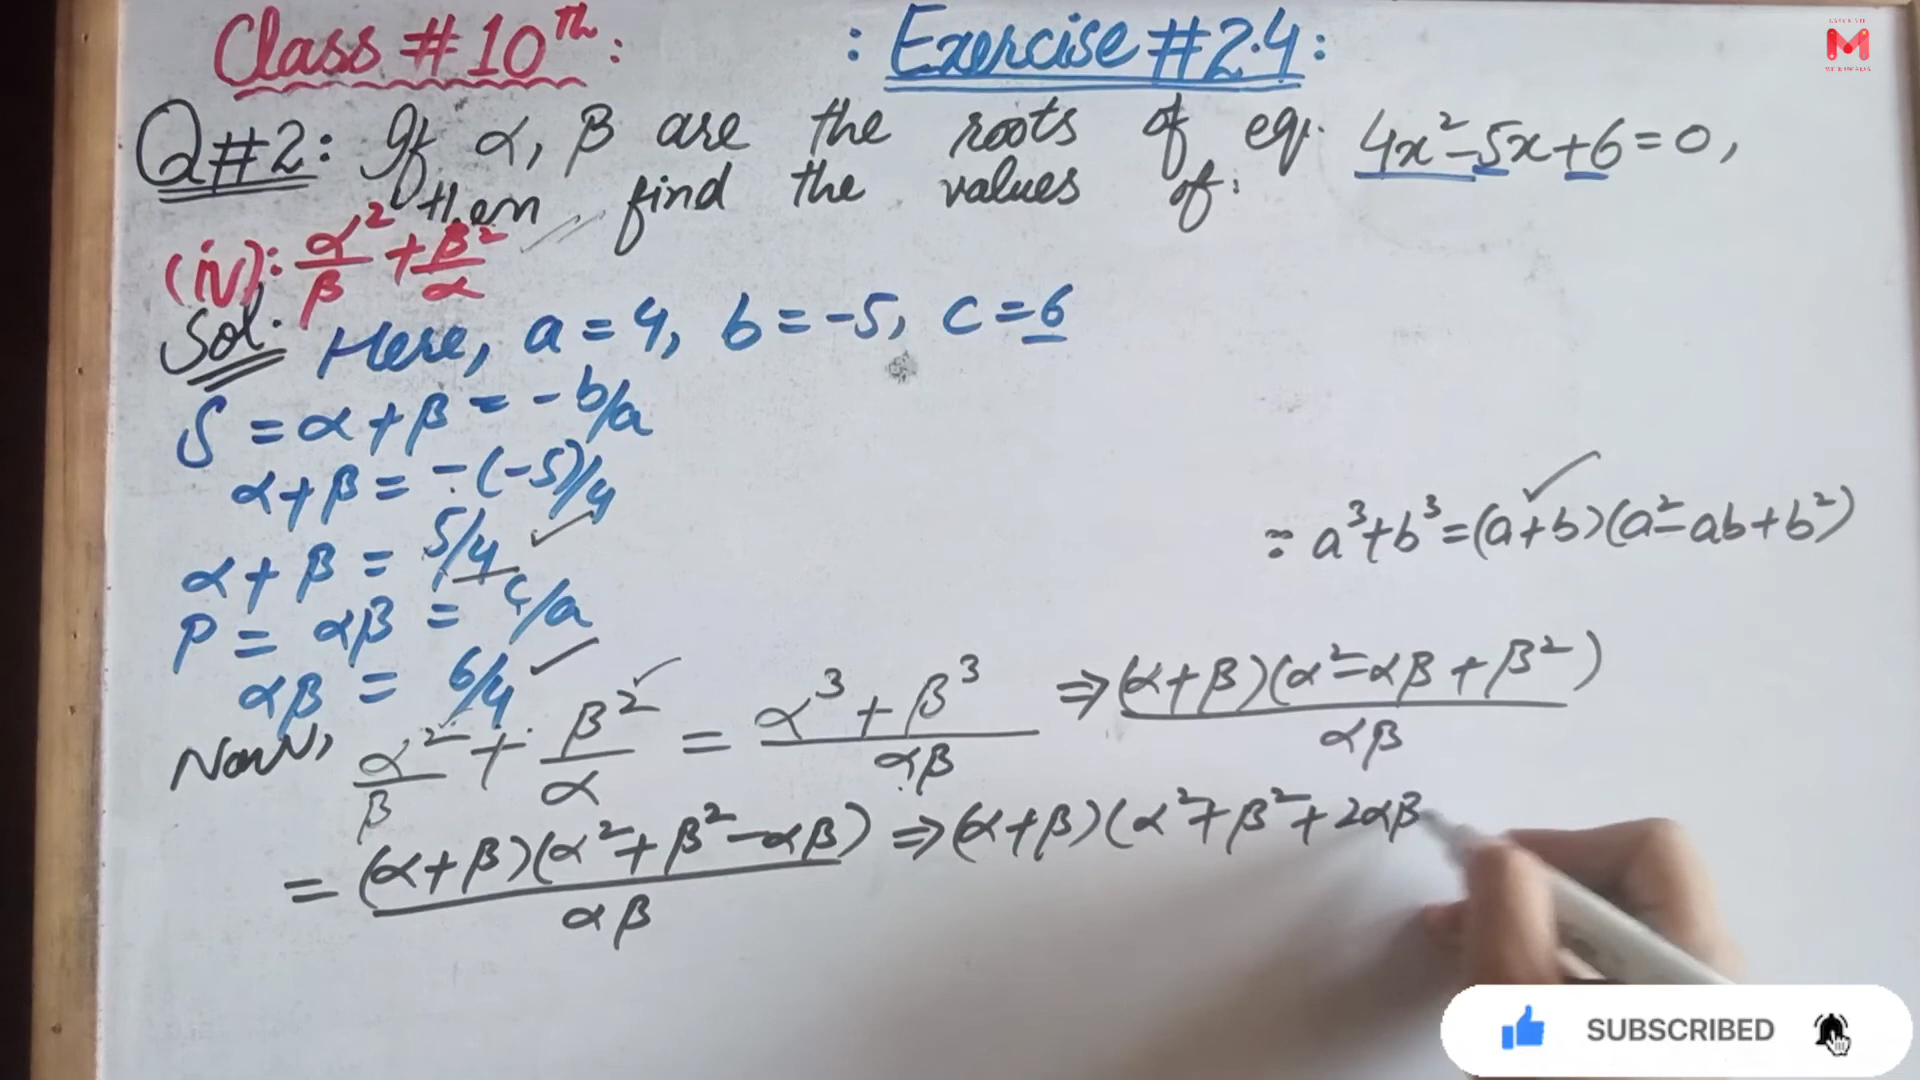 Class #10th: : Exercise #2.4:
Q#2: If α, β are the roots of eq. 4x²-5x+6=0,
then find the values of:
(iv): α²/β + β²/α
Sol. Here, a=4, b=-5, c=6
S = α+β = -b/a
α+β = -(-5)/4
α+β = 5/4
∵ a³+b³=(a+b)(a²-ab+b²)
P = αβ = c/a
αβ = 6/4
Now, α²/β + β²/α = α³+β³/αβ ⇒ (α+β)(α²-αβ+β²)/αβ
= (α+β)(α²+β²-αβ)/αβ ⇒ (α+β)(α²+β²+2αβ
M
SUBSCRIBED